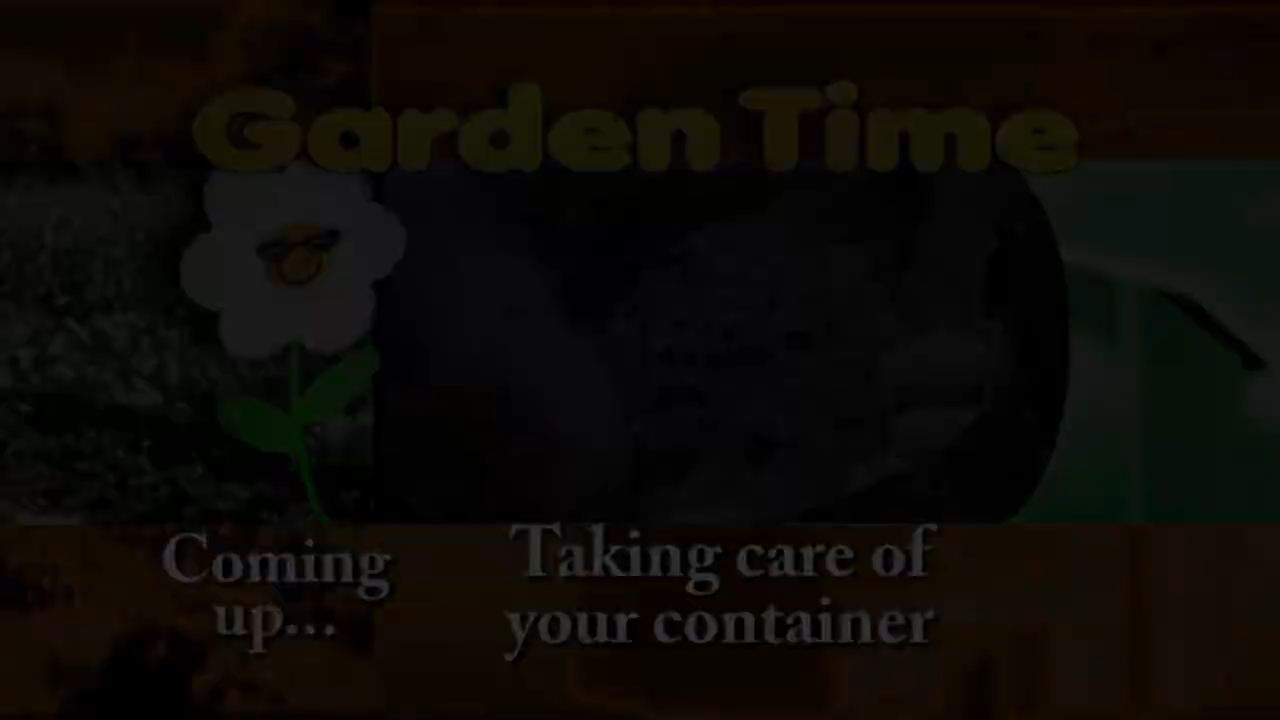 Garden Time
Coming
up...
Taking care of
your container